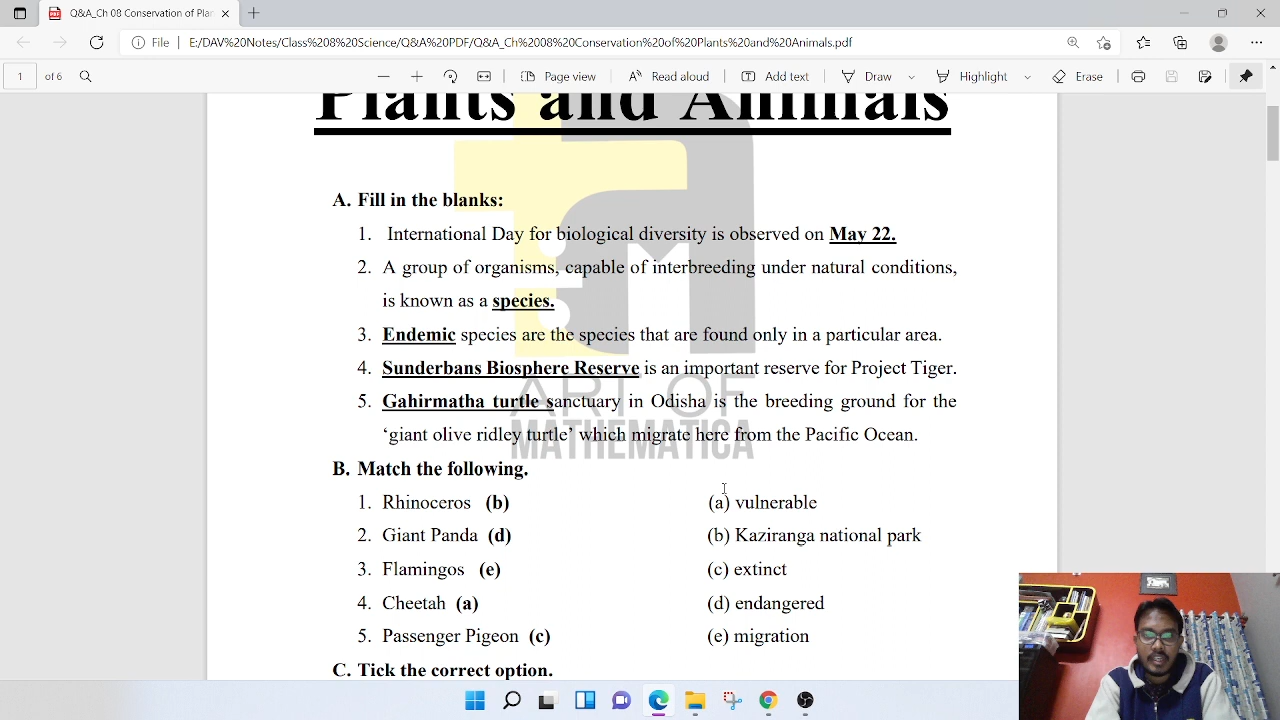 Q&A_Ch 08 Conservation of Plan
File | E:/DAV%20Notes/Class%208%20Science/Q&A%20PDF/Q&A_Ch%2008%20Conservation%20of%20Plants%20and%20Animals.pdf
1 of 6 Page view Read aloud Add text Draw Highlight Erase
Plants and Animals
A. Fill in the blanks:
1. International Day for biological diversity is observed on May 22.
2. A group of organisms, capable of interbreeding under natural conditions,
is known as a species.
3. Endemic species are the species that are found only in a particular area.
4. Sunderbans Biosphere Reserve is an important reserve for Project Tiger.
5. Gahirmatha turtle sanctuary in Odisha is the breeding ground for the
‘giant olive ridley turtle’ which migrate here from the Pacific Ocean.
ART OF
MATHEMATICA
B. Match the following.
1. Rhinoceros (b) (a) vulnerable
2. Giant Panda (d) (b) Kaziranga national park
3. Flamingos (e) (c) extinct
4. Cheetah (a) (d) endangered
5. Passenger Pigeon (c) (e) migration
C. Tick the correct option.